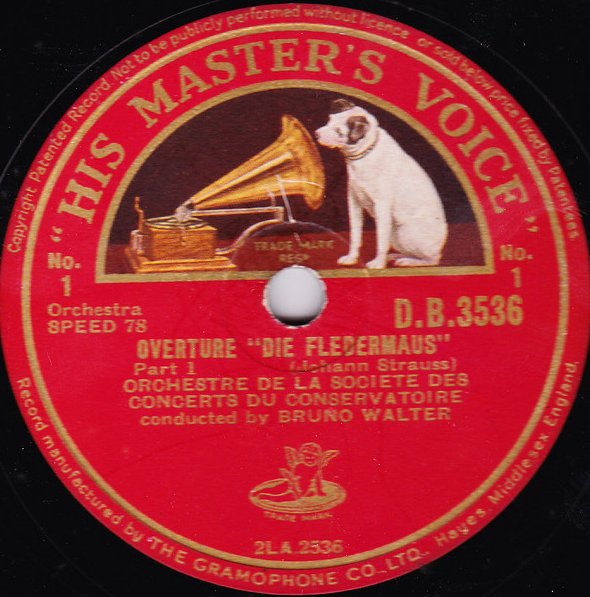 Copyright Patented Record Not to be publicly performed without licence or sold below price fixed by Patentees
"HIS MASTER'S VOICE"
TRADE MARK
REGD
No.
1
No.
1
Orchestra
SPEED 78
D.B.3536
OVERTURE "DIE FLEDERMAUS"
Part 1 (Johann Strauss)
ORCHESTRE DE LA SOCIETE DES
CONCERTS DU CONSERVATOIRE
conducted by BRUNO WALTER
TRADE MARK
2LA.2536
Record manufactured by THE GRAMOPHONE CO., LTD., Hayes, Middlesex England,